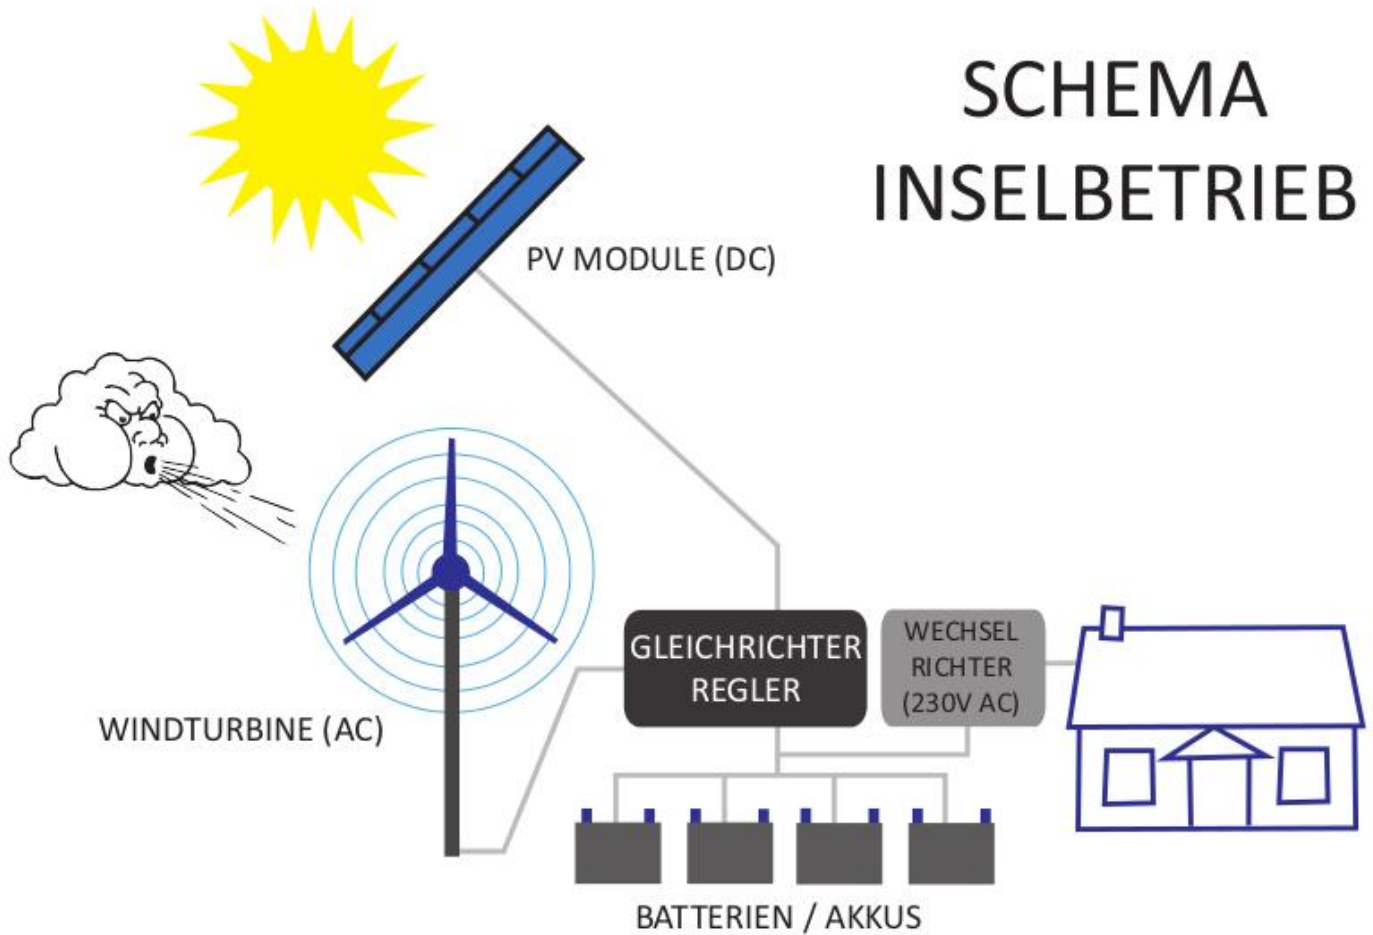 SCHEMA
INSELBETRIEB
PV MODULE (DC)
WINDTURBINE (AC)
GLEICHRICHTER
REGLER
WECHSEL
RICHTER
(230V AC)
BATTERIEN / AKKUS